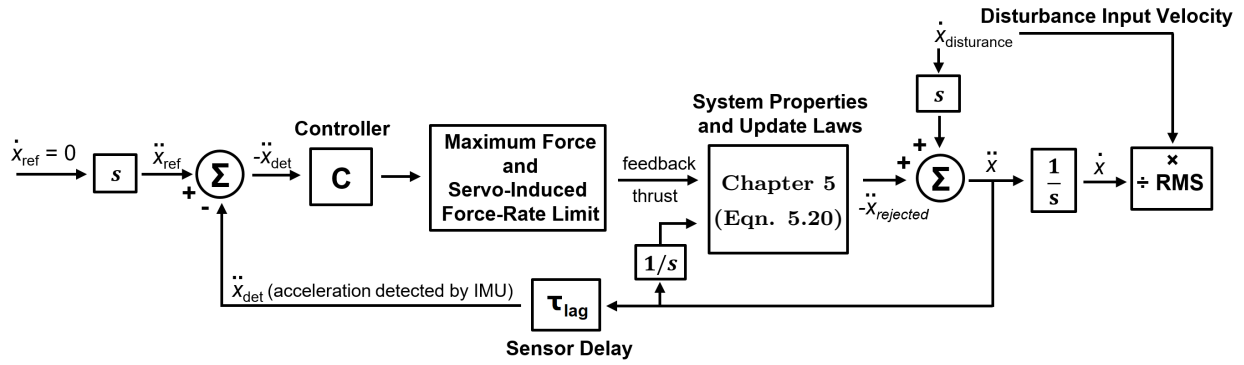 Disturbance Input Velocity
ẋdisturance
s
System Properties
and Update Laws
Controller
Maximum Force
and
Servo-Induced
Force-Rate Limit
ẋref = 0
s
ẍref
+
-
Σ
-ẍdet
C
feedback
thrust
Chapter 5
(Eqn. 5.20)
-ẍrejected
+
+
Σ
ẍ
1
s
ẋ
×
÷ RMS
1/s
ẍdet (acceleration detected by IMU)
τlag
Sensor Delay